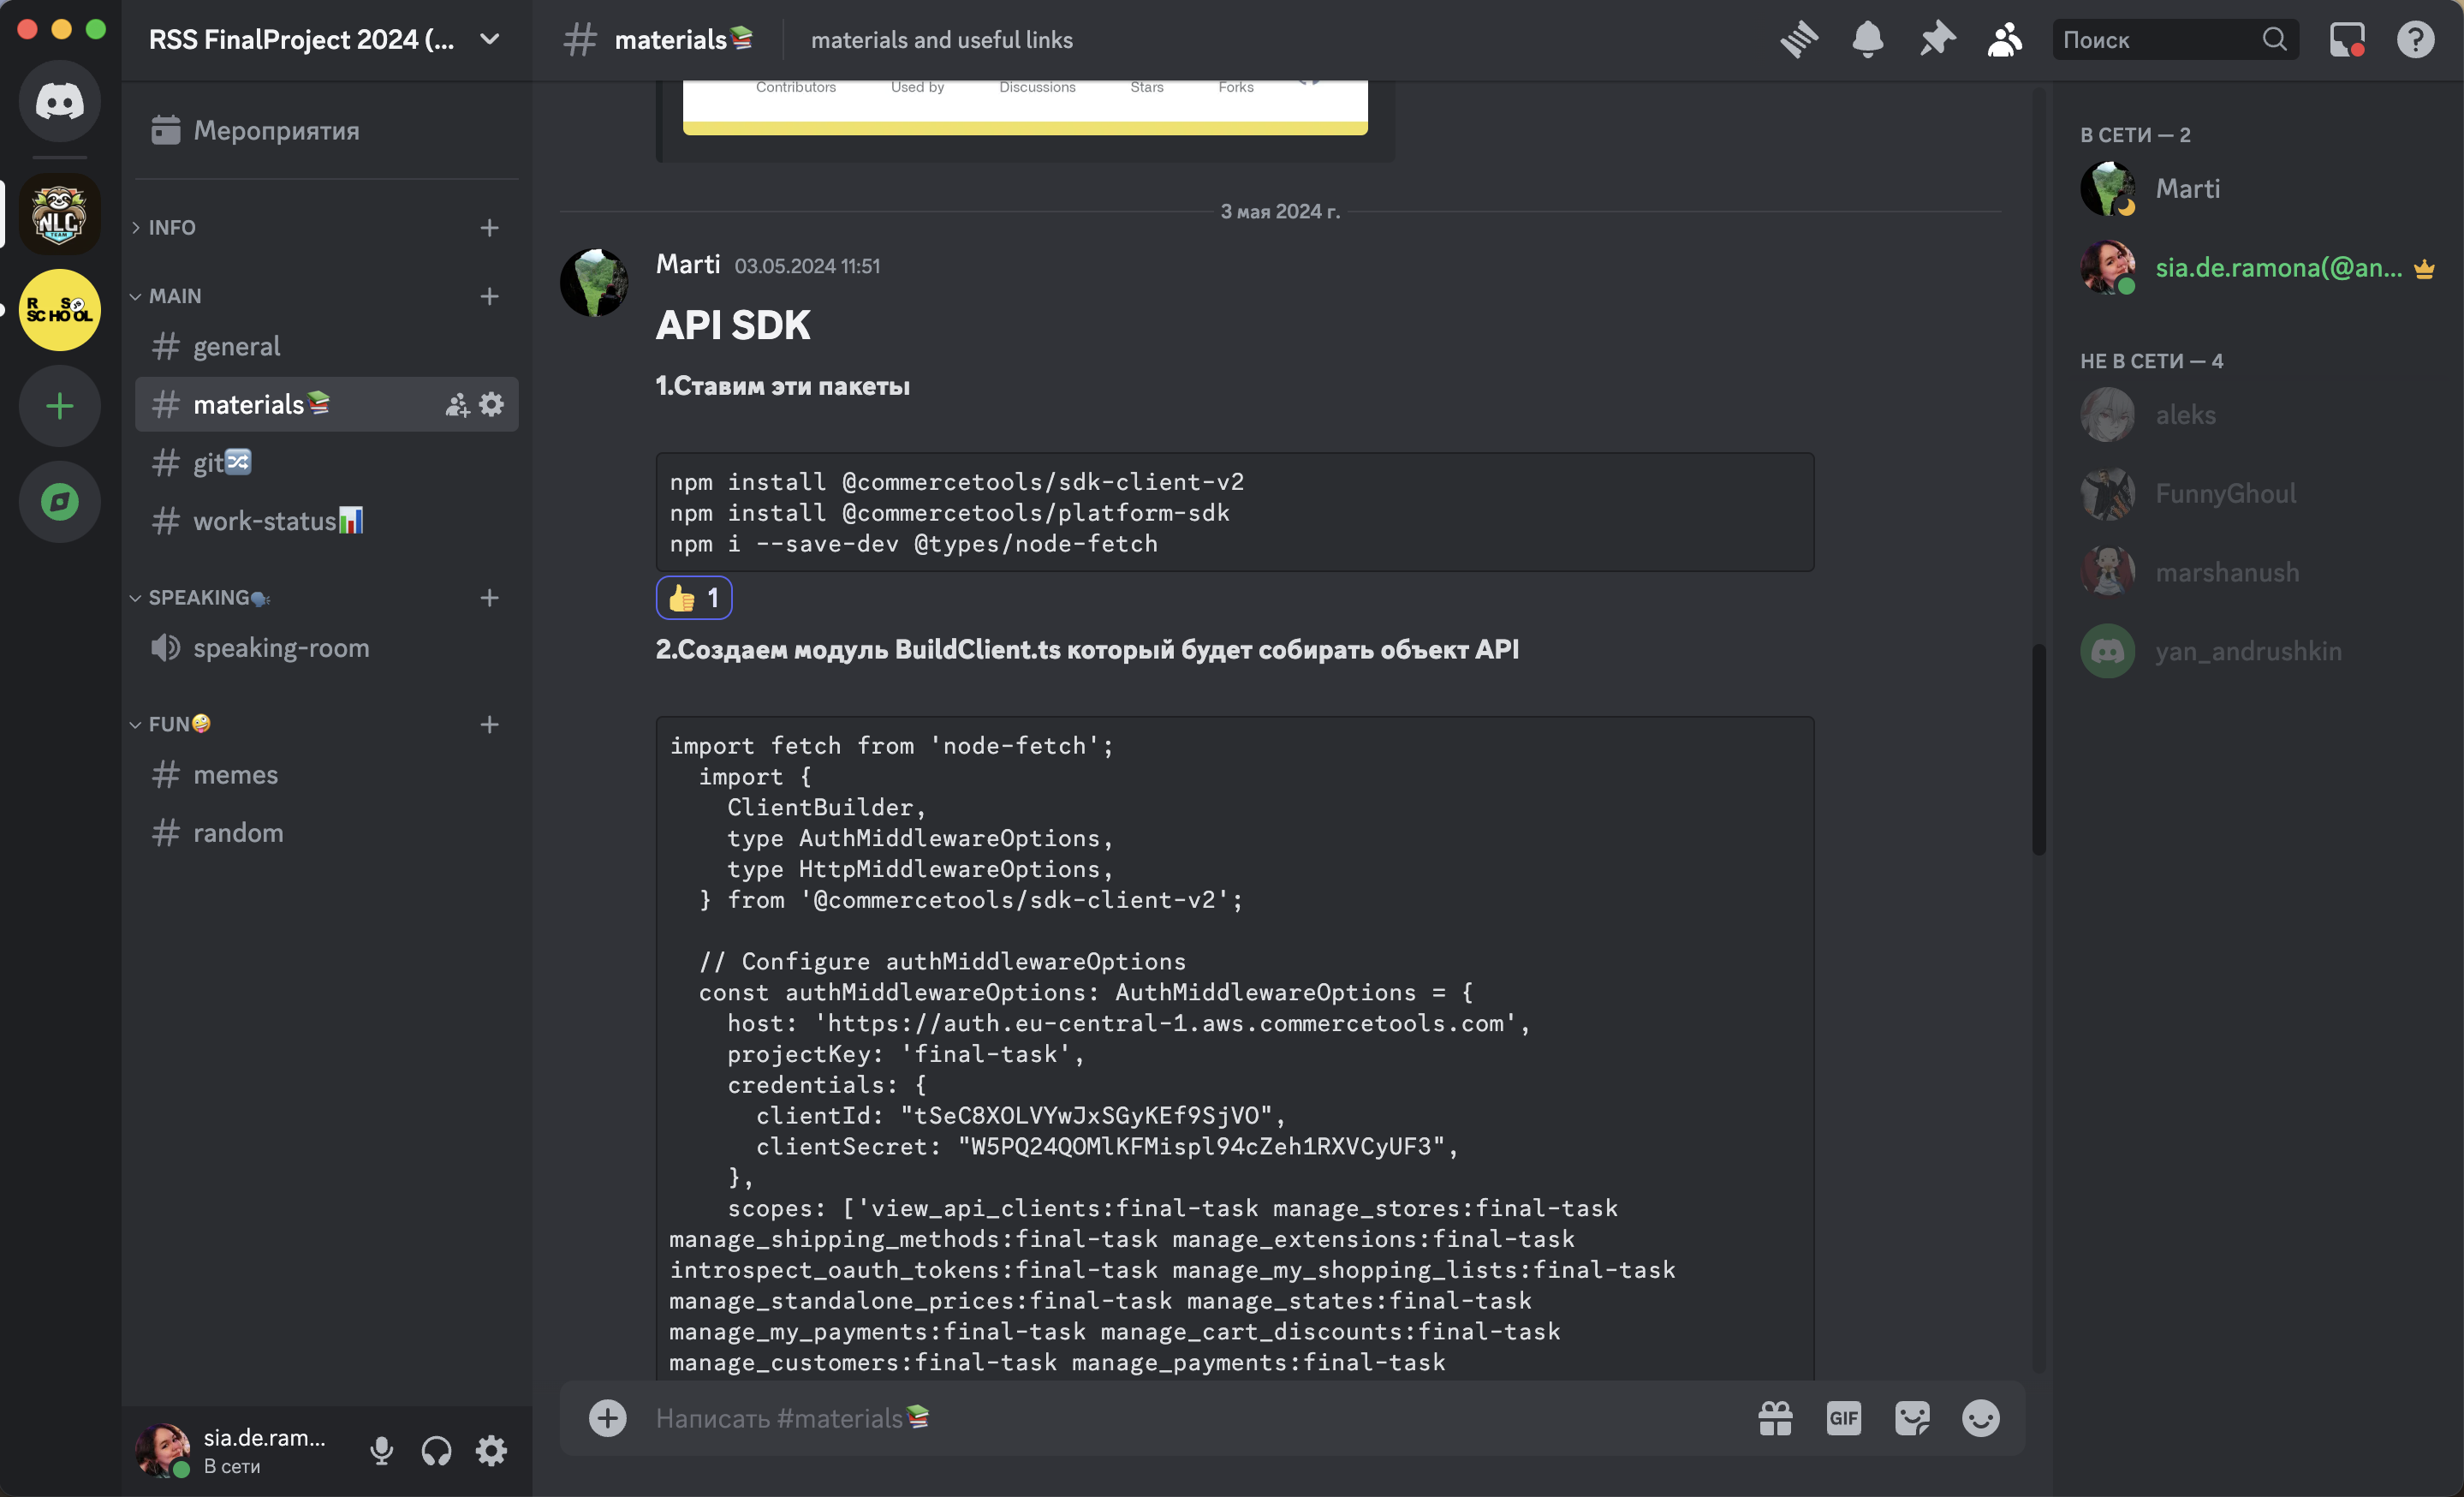 RSS FinalProject 2024 (...
materials📚
materials and useful links
Поиск
NLC
TEAM
RS
SCHOOL
Мероприятия
INFO
MAIN
general
materials📚
git🔀
work-status📊
SPEAKING🗣
speaking-room
FUN🤪
memes
random
sia.de.ram...
В сети
Contributors Used by Discussions Stars Forks
3 мая 2024 г.
Marti 03.05.2024 11:51
API SDK
1.Ставим эти пакеты
npm install @commercetools/sdk-client-v2
npm install @commercetools/platform-sdk
npm i --save-dev @types/node-fetch
👍 1
2.Создаем модуль BuildClient.ts который будет собирать объект API
import fetch from 'node-fetch';
import {
ClientBuilder,
type AuthMiddlewareOptions,
type HttpMiddlewareOptions,
} from '@commercetools/sdk-client-v2';
// Configure authMiddlewareOptions
const authMiddlewareOptions: AuthMiddlewareOptions = {
host: 'https://auth.eu-central-1.aws.commercetools.com',
projectKey: 'final-task',
credentials: {
clientId: "tSeC8XOLVYwJxSGyKEf9SjVO",
clientSecret: "W5PQ24QOMlKFMispl94cZeh1RXVCyUF3",
},
scopes: ['view_api_clients:final-task manage_stores:final-task
manage_shipping_methods:final-task manage_extensions:final-task
introspect_oauth_tokens:final-task manage_my_shopping_lists:final-task
manage_standalone_prices:final-task manage_states:final-task
manage_my_payments:final-task manage_cart_discounts:final-task
manage_customers:final-task manage_payments:final-task
Написать #materials📚
GIF
В СЕТИ — 2
Marti
sia.de.ramona(@an...
НЕ В СЕТИ — 4
aleks
FunnyGhoul
marshanush
yan_andrushkin